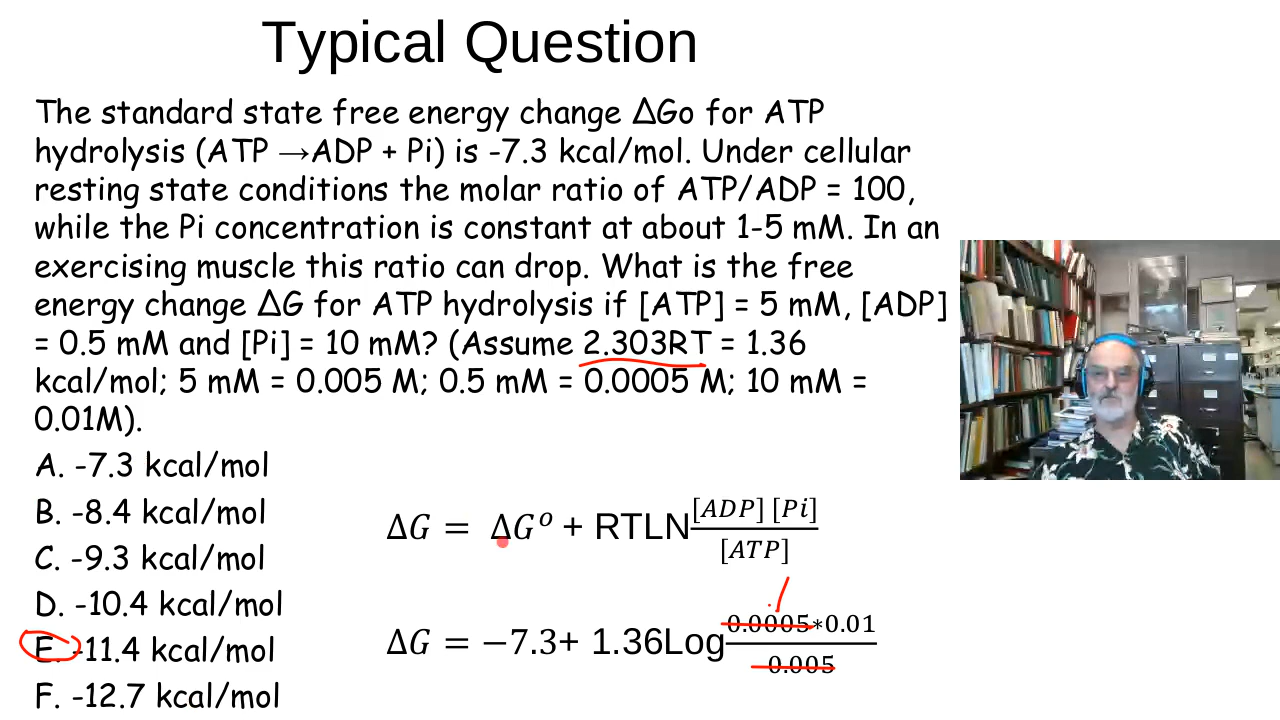 Typical Question
The standard state free energy change ΔGo for ATP
hydrolysis (ATP →ADP + Pi) is -7.3 kcal/mol. Under cellular
resting state conditions the molar ratio of ATP/ADP = 100,
while the Pi concentration is constant at about 1-5 mM. In an
exercising muscle this ratio can drop. What is the free
energy change ΔG for ATP hydrolysis if [ATP] = 5 mM, [ADP]
= 0.5 mM and [Pi] = 10 mM? (Assume 2.303RT = 1.36
kcal/mol; 5 mM = 0.005 M; 0.5 mM = 0.0005 M; 10 mM =
0.01M).
A. -7.3 kcal/mol
B. -8.4 kcal/mol
C. -9.3 kcal/mol
D. -10.4 kcal/mol
E. -11.4 kcal/mol
F. -12.7 kcal/mol
ΔG = ΔG° + RTLN [ADP] [Pi] / [ATP]
ΔG = −7.3+ 1.36Log 0.0005∗0.01 / 0.005